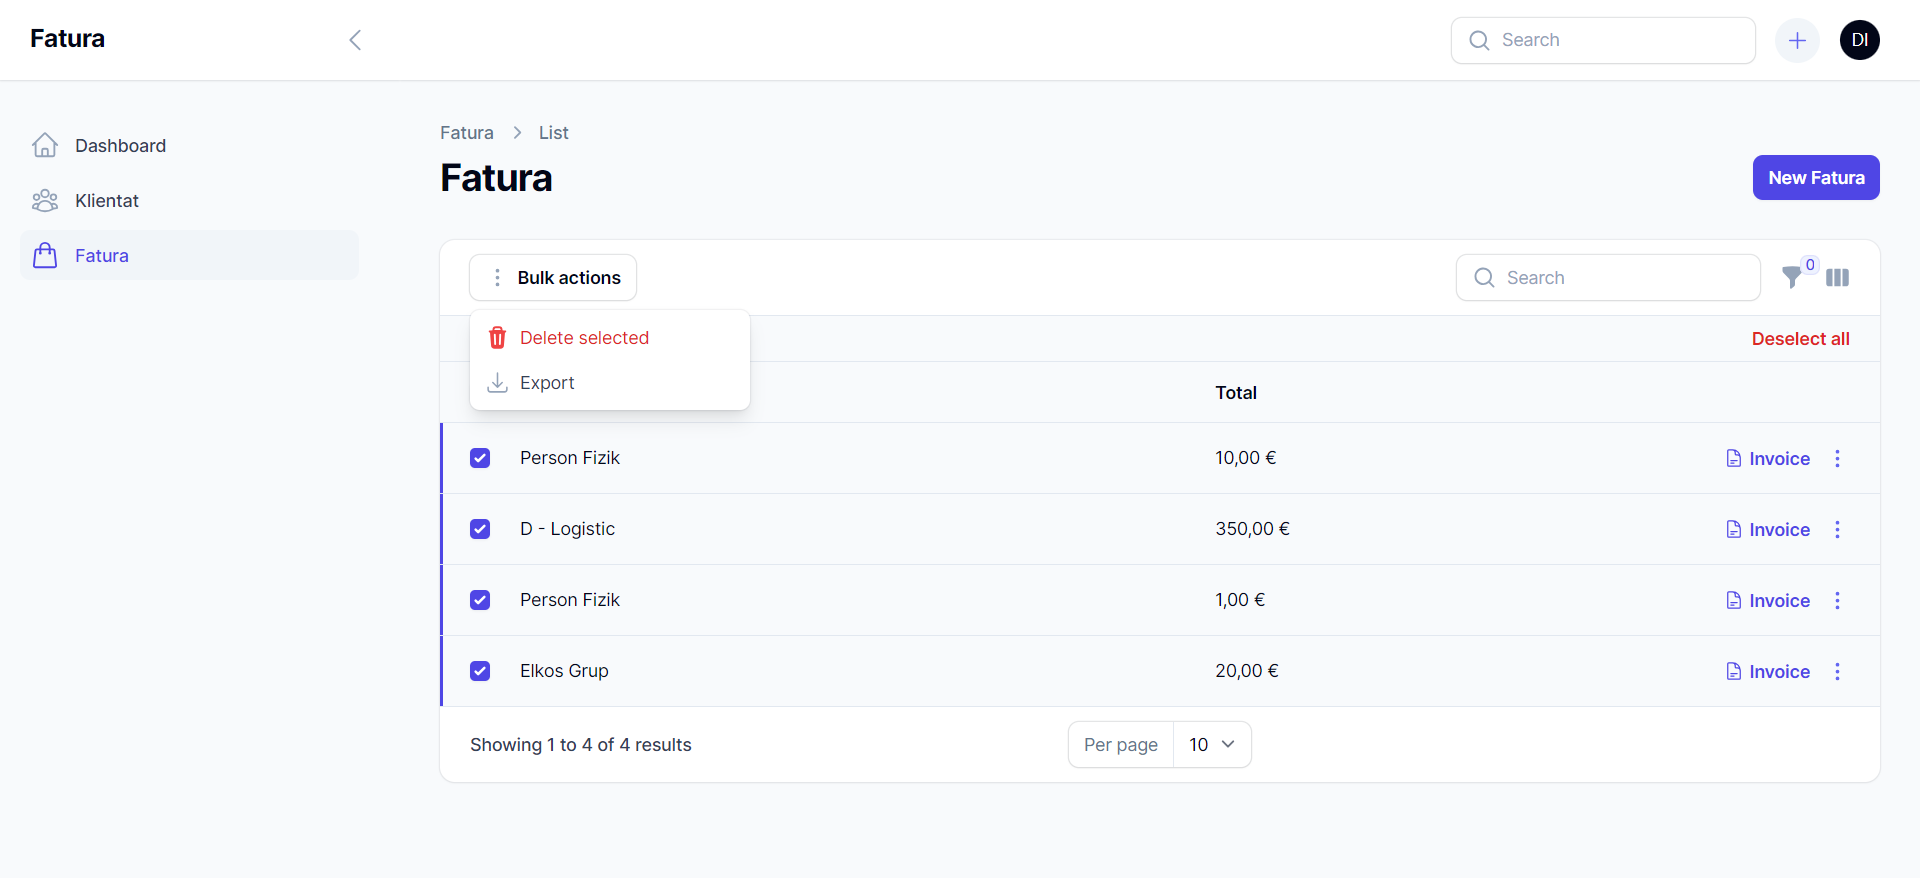 Fatura
Search
DI
Dashboard
Klientat
Fatura
Fatura > List
Fatura
New Fatura
Bulk actions
Search
0
Delete selected
Export
Deselect all
Total
Person Fizik 10,00 € Invoice
D - Logistic 350,00 € Invoice
Person Fizik 1,00 € Invoice
Elkos Grup 20,00 € Invoice
Showing 1 to 4 of 4 results
Per page 10